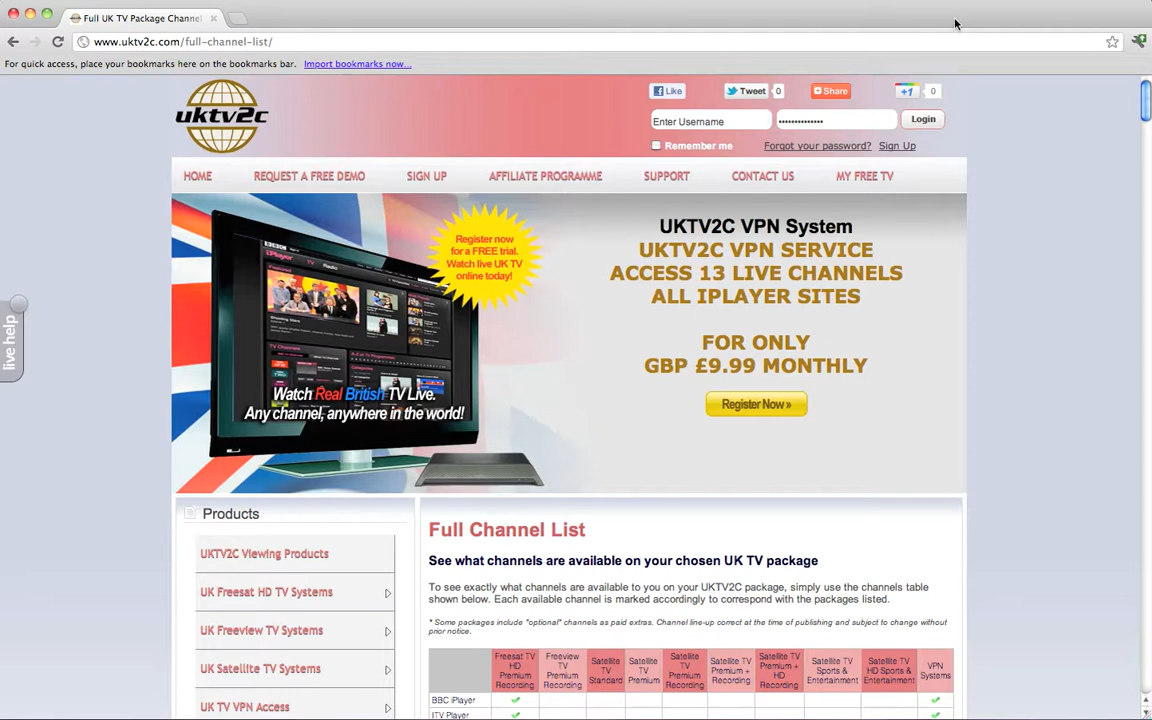 Full UK TV Package Channel
www.uktv2c.com/full-channel-list/
For quick access, place your bookmarks here on the bookmarks bar. Import bookmarks now...
uktv2c
Like Tweet 0 Share +1 0
Enter Username •••••••••••••• Login
Remember me Forgot your password? Sign Up
HOME REQUEST A FREE DEMO SIGN UP AFFILIATE PROGRAMME SUPPORT CONTACT US MY FREE TV
Register now
for a FREE trial.
Watch live UK TV
online today!
BBC
iPlayer TV Radio
Watch Real British TV Live.
Any channel, anywhere in the world!
UKTV2C VPN System
UKTV2C VPN SERVICE
ACCESS 13 LIVE CHANNELS
ALL IPLAYER SITES
FOR ONLY
GBP £9.99 MONTHLY
Register Now »
live help
Products
UKTV2C Viewing Products
UK Freesat HD TV Systems
UK Freeview TV Systems
UK Satellite TV Systems
UK TV VPN Access
Full Channel List
See what channels are available on your chosen UK TV package
To see exactly what channels are available to you on your UKTV2C package, simply use the channels table
shown below. Each available channel is marked accordingly to correspond with the packages listed.
* Some packages include "optional" channels as paid extras. Channel line-up correct at the time of publishing and subject to change without
prior notice.
Freesat TV HD Premium Recording
Freeview TV Premium Recording
Satellite TV Standard
Satellite TV Premium
Satellite TV Premium Recording
Satellite TV Premium + Recording
Satellite TV Premium + HD Recording
Satellite TV Sports & Entertainment
Satellite TV HD Sports & Entertainment
VPN Systems
BBC iPlayer
ITV Player